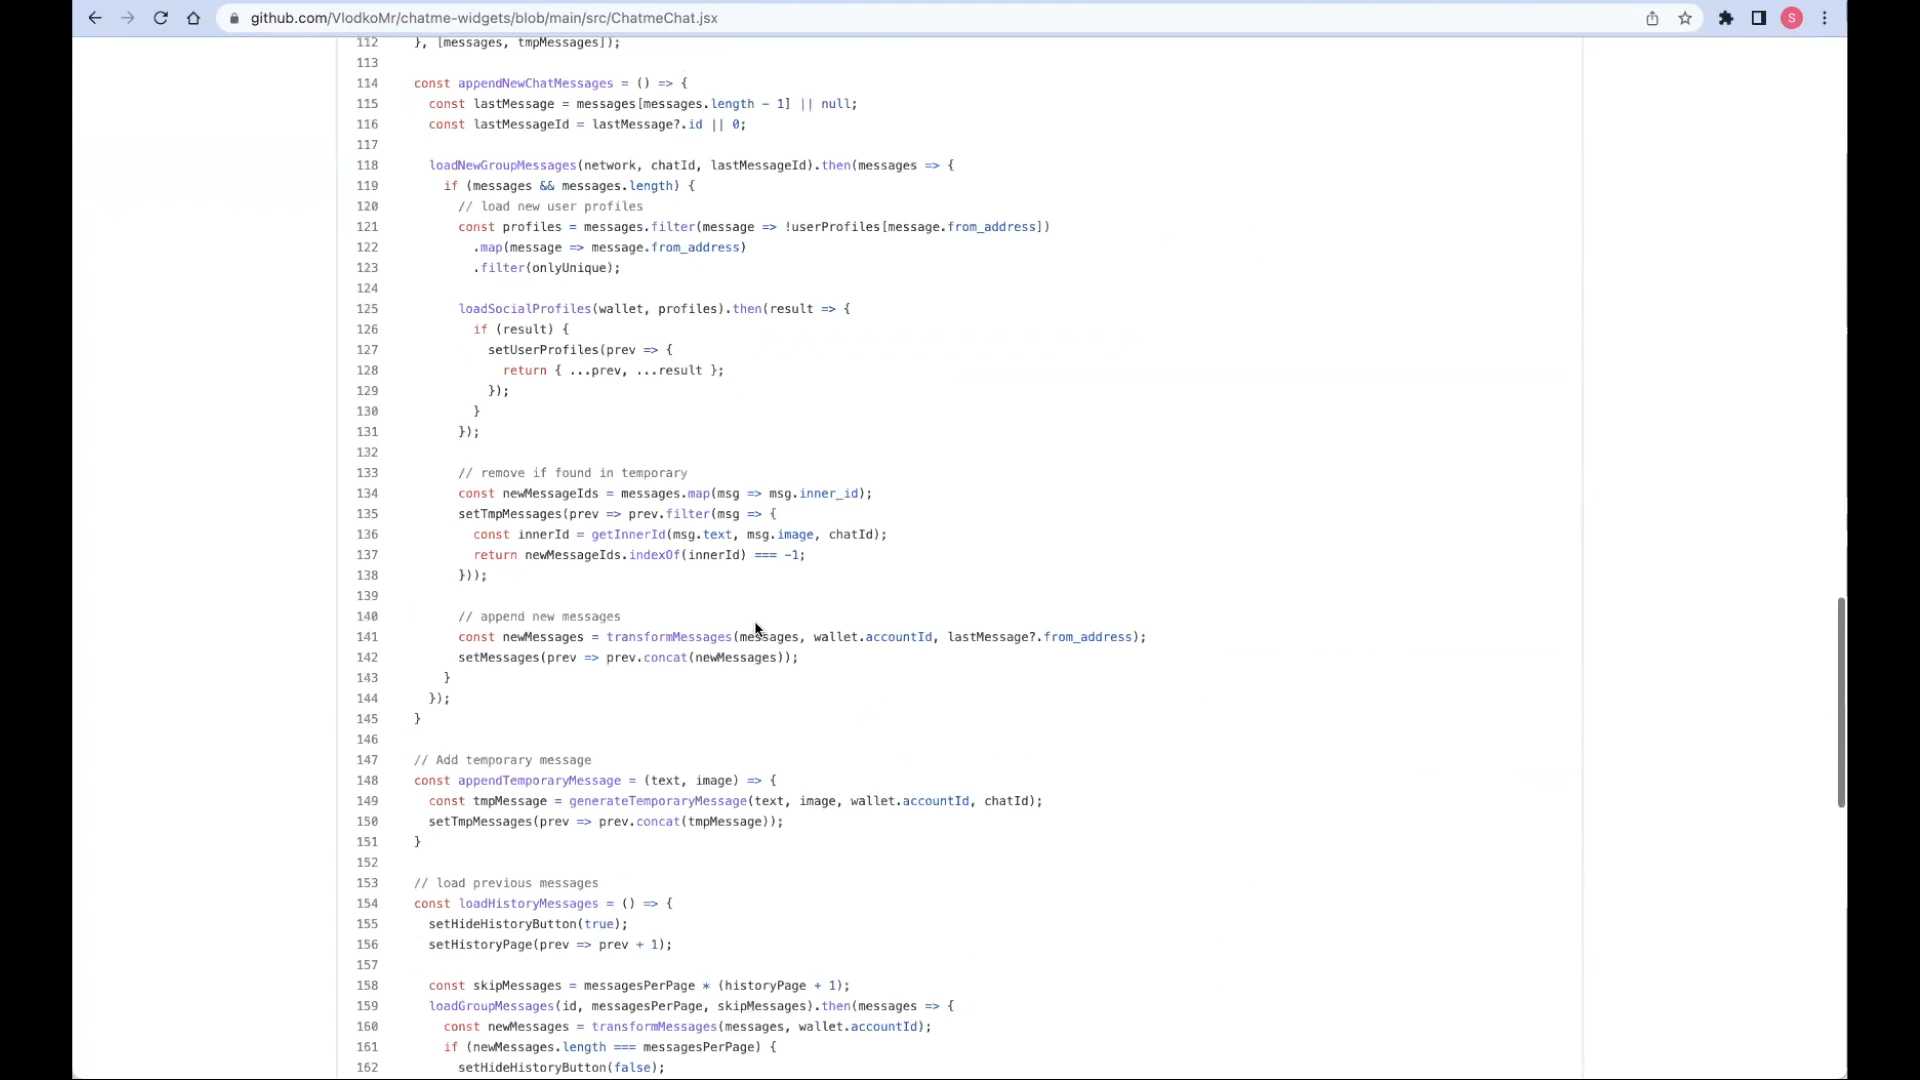 github.com/VlodkoMr/chatme-widgets/blob/main/src/ChatmeChat.jsx
S
112 }, [messages, tmpMessages]);
113
114 const appendNewChatMessages = () => {
115 const lastMessage = messages[messages.length - 1] || null;
116 const lastMessageId = lastMessage?.id || 0;
117
118 loadNewGroupMessages(network, chatId, lastMessageId).then(messages => {
119 if (messages && messages.length) {
120 // load new user profiles
121 const profiles = messages.filter(message => !userProfiles[message.from_address])
122 .map(message => message.from_address)
123 .filter(onlyUnique);
124
125 loadSocialProfiles(wallet, profiles).then(result => {
126 if (result) {
127 setUserProfiles(prev => {
128 return { ...prev, ...result };
129 });
130 }
131 });
132
133 // remove if found in temporary
134 const newMessageIds = messages.map(msg => msg.inner_id);
135 setTmpMessages(prev => prev.filter(msg => {
136 const innerId = getInnerId(msg.text, msg.image, chatId);
137 return newMessageIds.indexOf(innerId) === -1;
138 }));
139
140 // append new messages
141 const newMessages = transformMessages(messages, wallet.accountId, lastMessage?.from_address);
142 setMessages(prev => prev.concat(newMessages));
143 }
144 });
145 }
146
147 // Add temporary message
148 const appendTemporaryMessage = (text, image) => {
149 const tmpMessage = generateTemporaryMessage(text, image, wallet.accountId, chatId);
150 setTmpMessages(prev => prev.concat(tmpMessage));
151 }
152
153 // load previous messages
154 const loadHistoryMessages = () => {
155 setHideHistoryButton(true);
156 setHistoryPage(prev => prev + 1);
157
158 const skipMessages = messagesPerPage * (historyPage + 1);
159 loadGroupMessages(id, messagesPerPage, skipMessages).then(messages => {
160 const newMessages = transformMessages(messages, wallet.accountId);
161 if (newMessages.length === messagesPerPage) {
162 setHideHistoryButton(false);